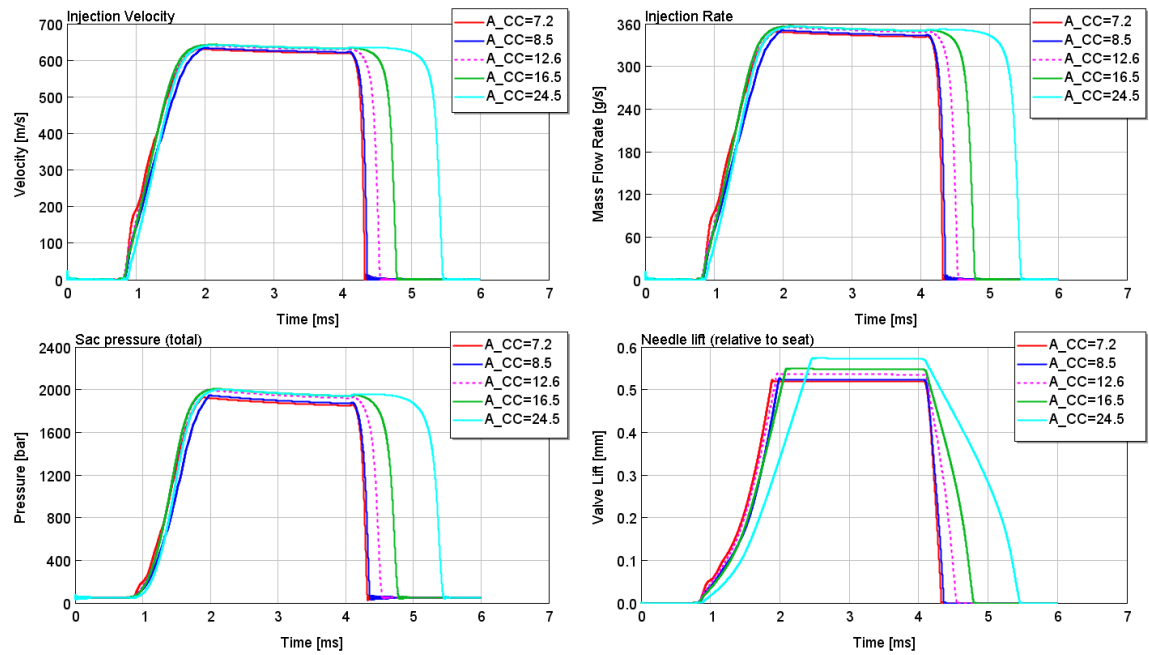 Injection Velocity
Velocity [m/s]
700
600
500
400
300
200
100
0
0 1 2 3 4 5 6 7
Time [ms]
A_CC=7.2
A_CC=8.5
A_CC=12.6
A_CC=16.5
A_CC=24.5
Injection Rate
Mass Flow Rate [g/s]
360
300
240
180
120
60
0
0 1 2 3 4 5 6 7
Time [ms]
A_CC=7.2
A_CC=8.5
A_CC=12.6
A_CC=16.5
A_CC=24.5
Sac pressure (total)
Pressure [bar]
2400
2000
1600
1200
800
400
0
0 1 2 3 4 5 6 7
Time [ms]
A_CC=7.2
A_CC=8.5
A_CC=12.6
A_CC=16.5
A_CC=24.5
Needle lift (relative to seat)
Valve Lift [mm]
0.6
0.5
0.4
0.3
0.2
0.1
0.0
0 1 2 3 4 5 6 7
Time [ms]
A_CC=7.2
A_CC=8.5
A_CC=12.6
A_CC=16.5
A_CC=24.5